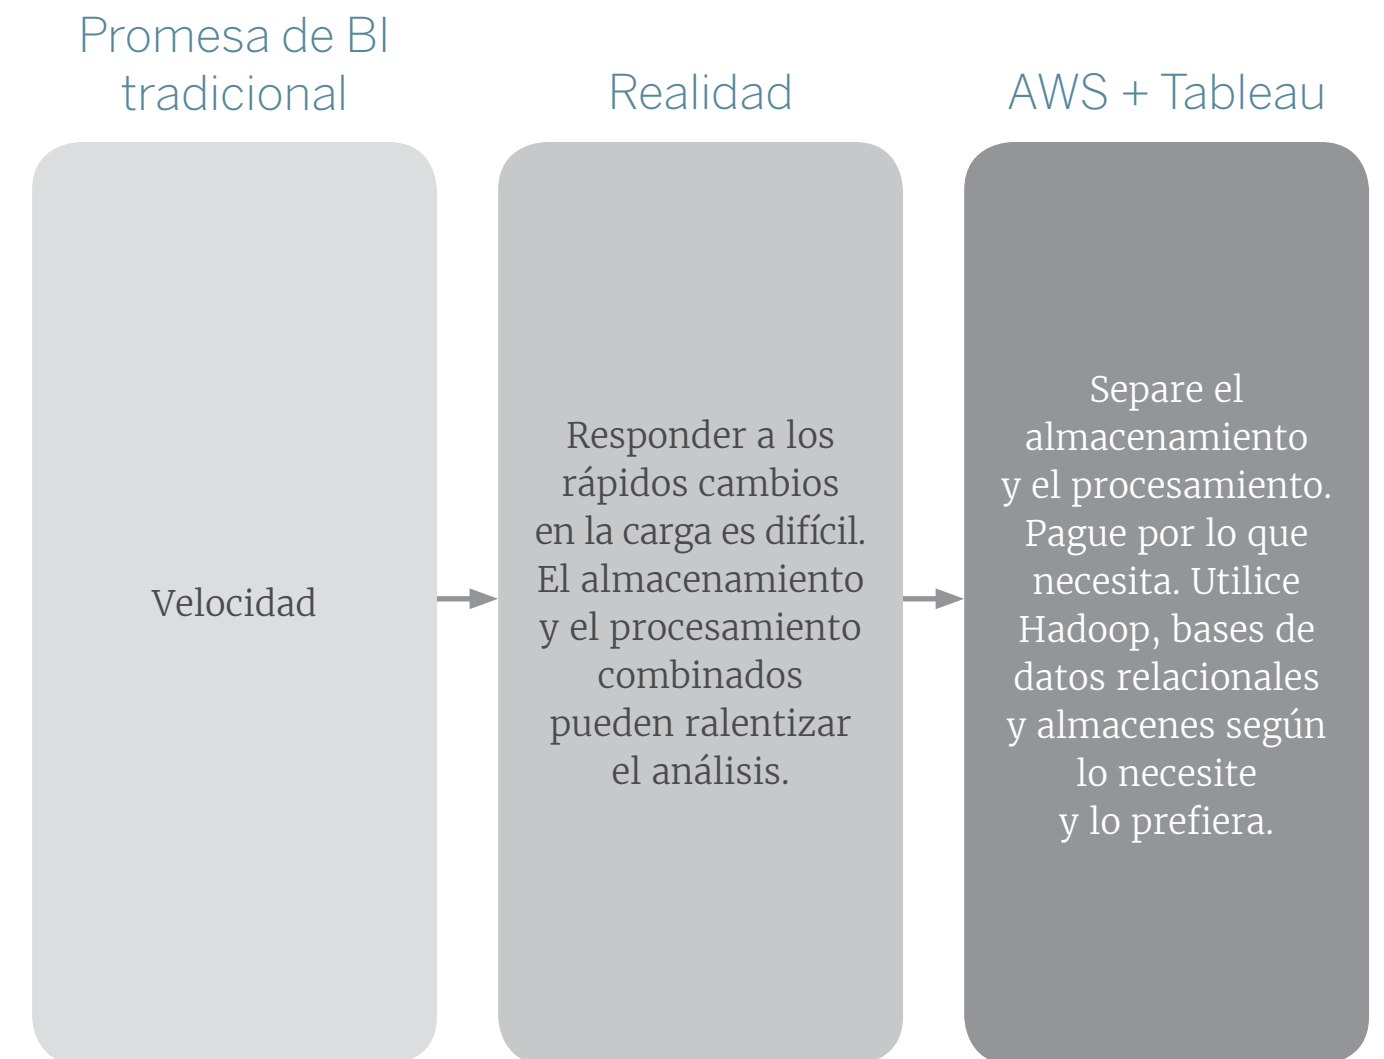 Promesa de BI
tradicional
Realidad
AWS + Tableau
Velocidad
Responder a los
rápidos cambios
en la carga es difícil.
El almacenamiento
y el procesamiento
combinados
pueden ralentizar
el análisis.
Separe el
almacenamiento
y el procesamiento.
Pague por lo que
necesita. Utilice
Hadoop, bases de
datos relacionales
y almacenes según
lo necesite
y lo prefiera.